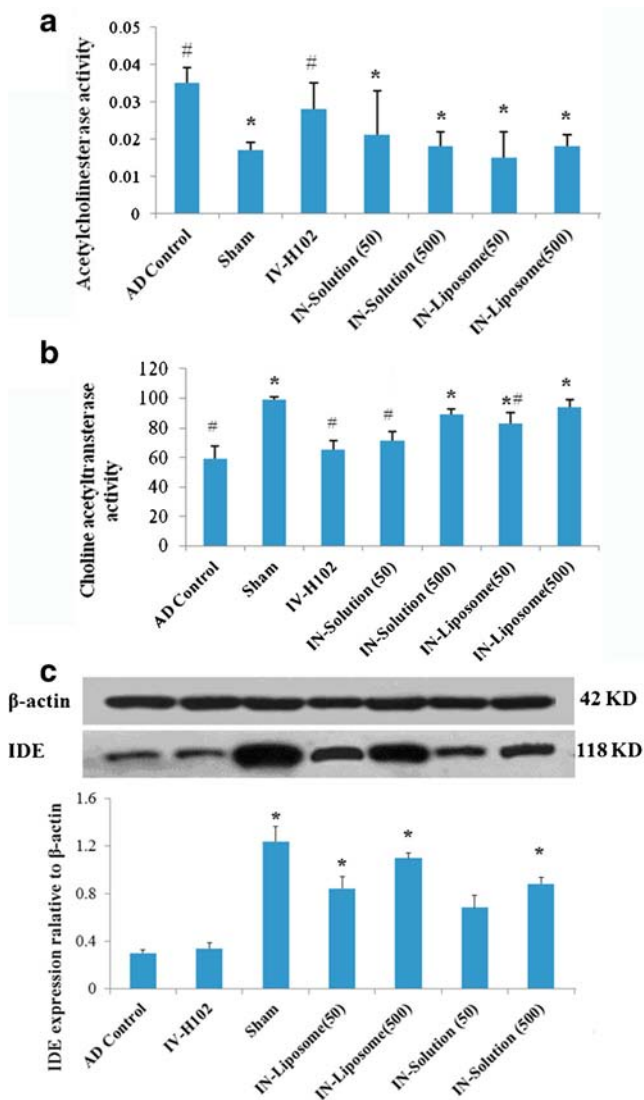 a
Acetylcholinesterase activity
0.05
0.04
0.03
0.02
0.01
0
#
*
#
*
*
*
*
AD Control
Sham
IV-H102
IN-Solution (50)
IN-Solution (500)
IN-Liposome(50)
IN-Liposome(500)
b
Choline acetyltransterase
activity
120
100
80
60
40
20
0
#
*
#
#
*
*#
*
AD Control
Sham
IV-H102
IN-Solution (50)
IN-Solution (500)
IN-Liposome(50)
IN-Liposome(500)
c
β-actin
42 KD
IDE
118 KD
IDE expression ralative to β-actin
1.6
1.2
0.8
0.4
0
*
*
*
*
AD Control
IV-H102
Sham
IN-Liposome(50)
IN-Liposome(500)
IN-Solution (50)
IN-Solution (500)